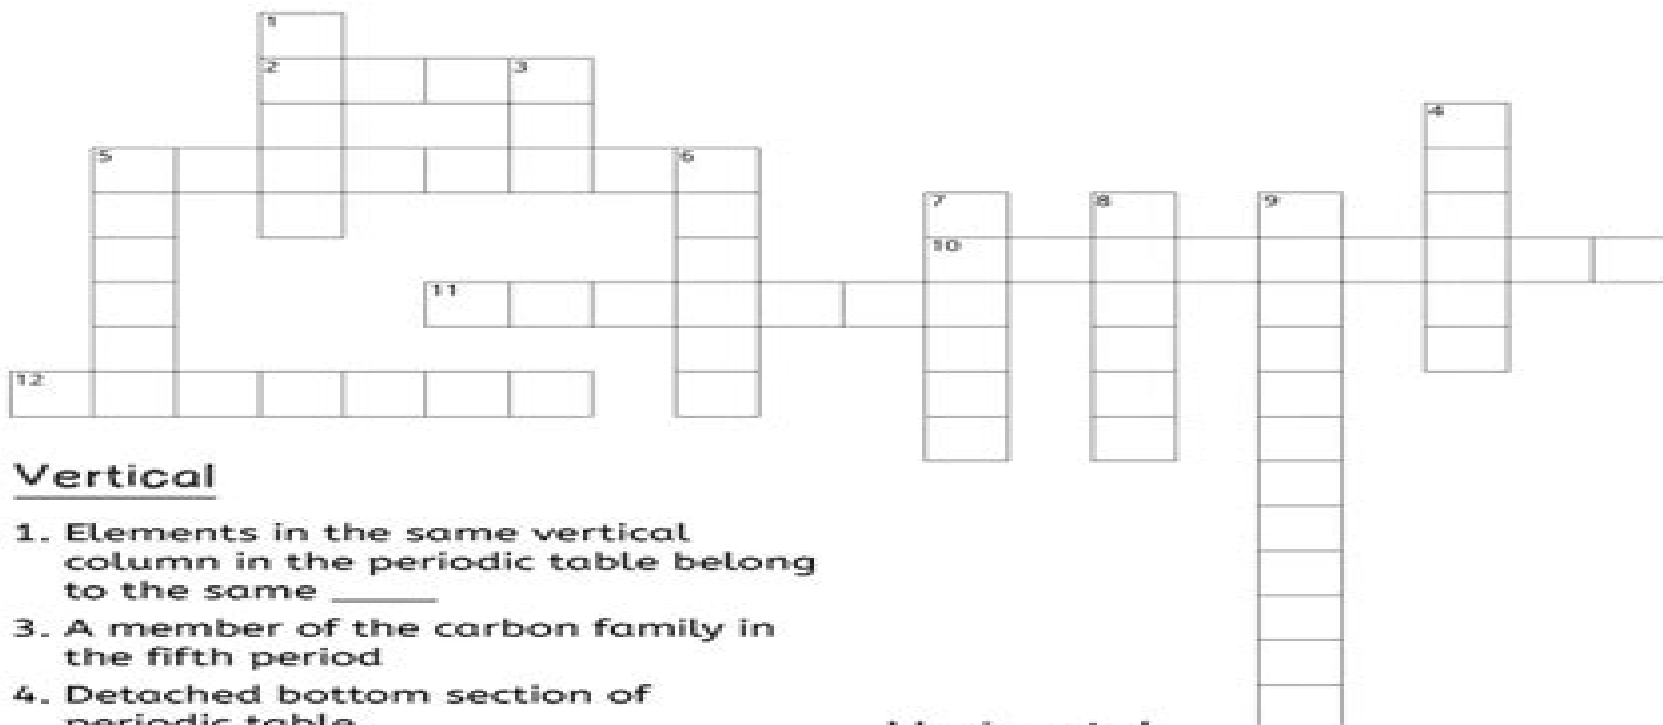 1
2
3
4
5
6
7
8
9
10
11
12
Vertical
1. Elements in the same vertical
column in the periodic table belong
to the same _____
3. A member of the carbon family in
the fifth period
4. Detached bottom section of
periodic table